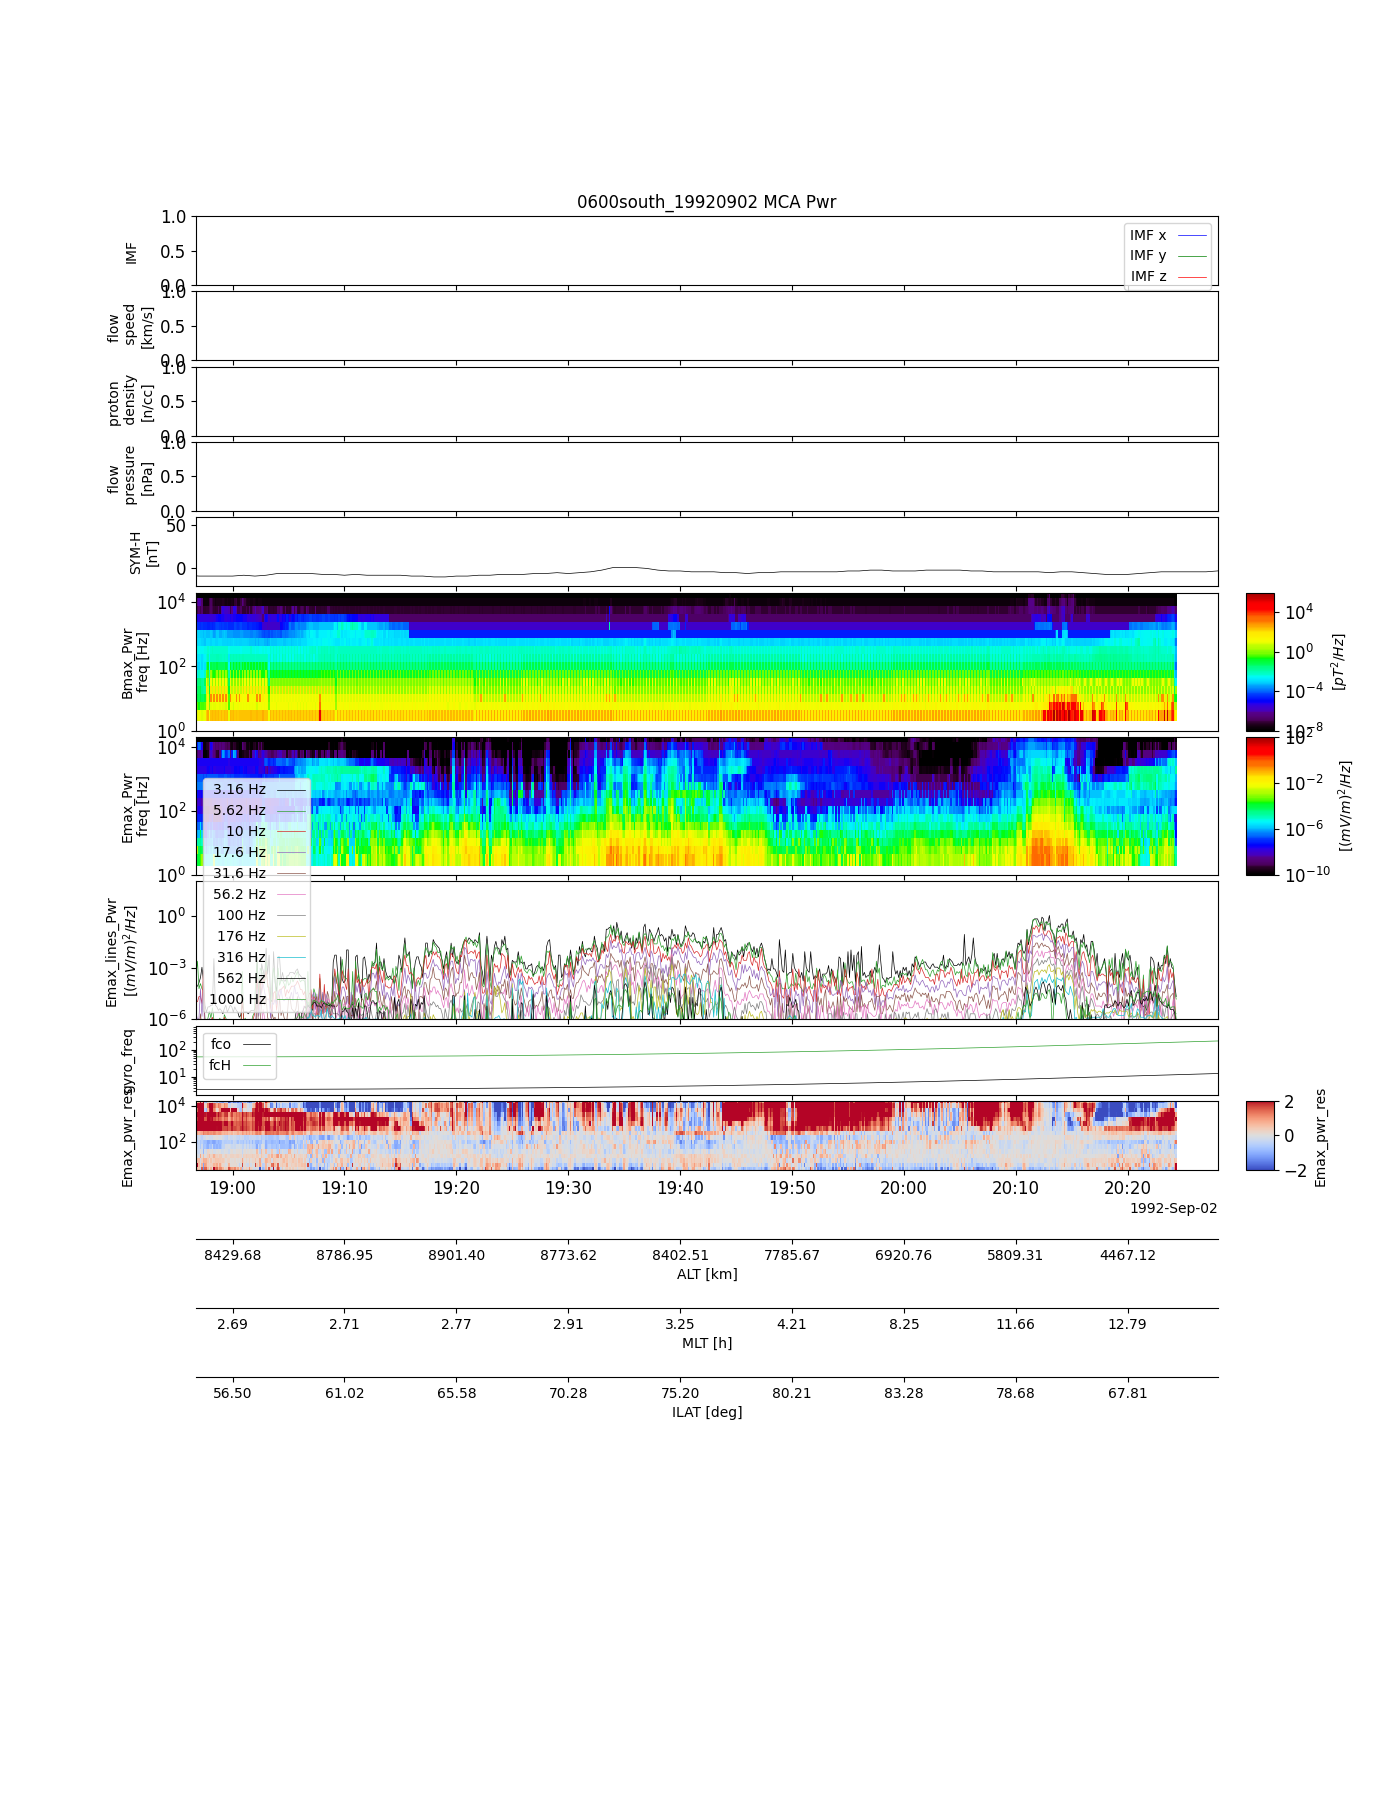 0600south_19920902 MCA Pwr
1.0
0.5
0.0
IMF
IMF x
IMF y
IMF z
1.0
0.5
0.0
flow
speed
[km/s]
1.0
0.5
0.0
proton
density
[n/cc]
1.0
0.5
0.0
flow
pressure
[nPa]
50
0
SYM-H
[nT]
10^4
10^2
10^0
Bmax_Pwr
freq [Hz]
10^4
10^0
10^-4
10^-8
[pT^2/Hz]
10^4
10^2
10^0
Emax_Pwr
freq [Hz]
10^2
10^-2
10^-6
10^-10
[(mV/m)^2/Hz]
3.16 Hz
5.62 Hz
10 Hz
17.6 Hz
31.6 Hz
56.2 Hz
100 Hz
176 Hz
316 Hz
562 Hz
1000 Hz
10^0
10^-3
10^-6
Emax_lines_Pwr
[(mV/m)^2/Hz]
10^2
10^1
gyro_freq
fco
fcH
10^4
10^2
Emax_pwr_res
2
0
−2
Emax_pwr_res
19:00 19:10 19:20 19:30 19:40 19:50 20:00 20:10 20:20
1992-Sep-02
8429.68 8786.95 8901.40 8773.62 8402.51 7785.67 6920.76 5809.31 4467.12
ALT [km]
2.69 2.71 2.77 2.91 3.25 4.21 8.25 11.66 12.79
MLT [h]
56.50 61.02 65.58 70.28 75.20 80.21 83.28 78.68 67.81
ILAT [deg]